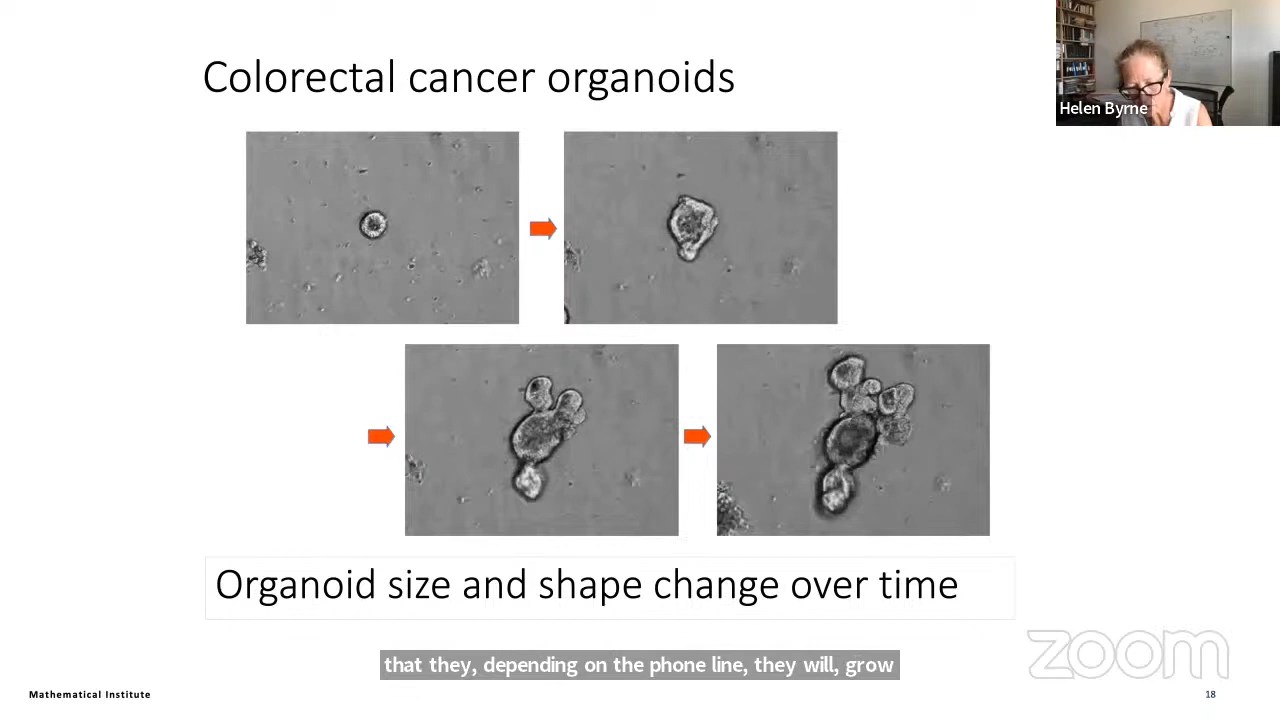 Colorectal cancer organoids
Helen Byrne
Organoid size and shape change over time
that they, depending on the phone line, they will, grow
zoom
Mathematical Institute
18